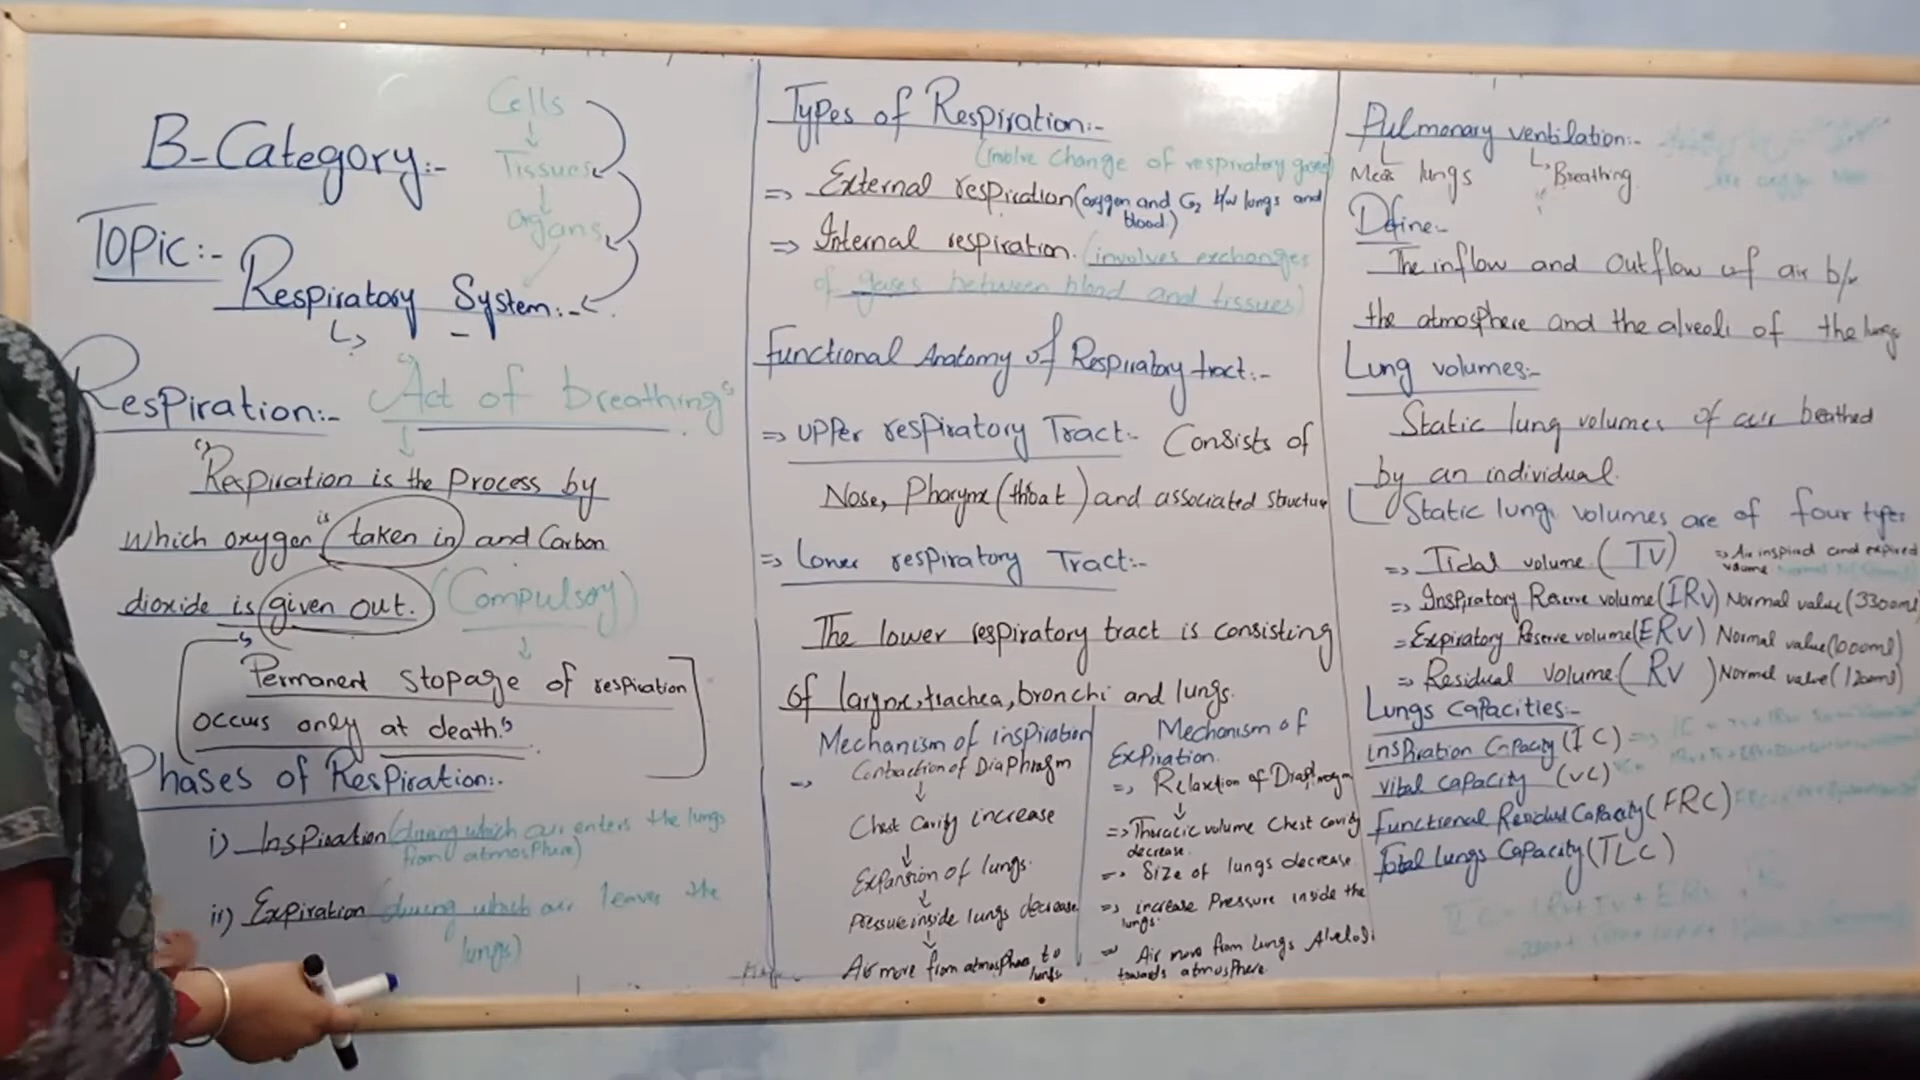 B-Category:-
Cells
Tissues
organs
Topic:-
Respiratory System:-
Respiration:- Act of breathing
Respiration is the Process by
which oxygen is taken in and Carbon
dioxide is given out. (Compulsory)
Permanent stopage of respiration
occurs only at death.
Phases of Respiration:-
i) Inspiration (during which air enters the lungs
from atmosphere)
ii) Expiration (during which air leaves the
lungs)
Types of Respiration:-
(involve change of respiratory gases
=> External respiration (oxygen and Co2 b/w lungs and
blood)
=> Internal respiration. (involves exchanges
of gases between blood and tissues)
Functional Anatomy of Respiratory tract:-
=> Upper respiratory Tract:- Consists of
Nose, Pharynx (throat) and associated structur
=> Lower respiratory Tract:-
The lower respiratory tract is consisting
of larynx, trachea, bronchi and lungs.
Mechanism of inspiration
=> Contraction of Diaphragm
Chest Cavity increase
Expansion of lungs.
Pressure inside lungs decrease
Air move from atmosphere to
lungs
Mechanism of
Expiration.
=> Relaxtion of Diaphragm
=> Thoracic volume Chest cavity
decrease.
=> Size of lungs decrease
=> increase Pressure inside the
lungs.
=> Air move from lungs
towards atmosphere
Pulmonary ventilation:-
lungs Breathing
Define:-
The inflow and outflow of air b/w
the atmosphere and the alveoli of the lungs
Lung volumes:-
Static lung volumes of air beathed
by an individual.
Static lung volumes are of four types
=> Tidal volume (TV) => Air inspired and expired
volume
=> Inspiratory Reserve volume (IRV) Normal value (3300ml)
=> Expiratory Reserve volume (ERV) Normal value (1000ml)
=> Residual volume (RV) Normal value (1200ml)
Lungs Capacities:-
Inspiration Capacity (IC)
Vital Capacity (VC)
Functional Residual Capacity (FRC)
Total Lungs Capacity (TLC)